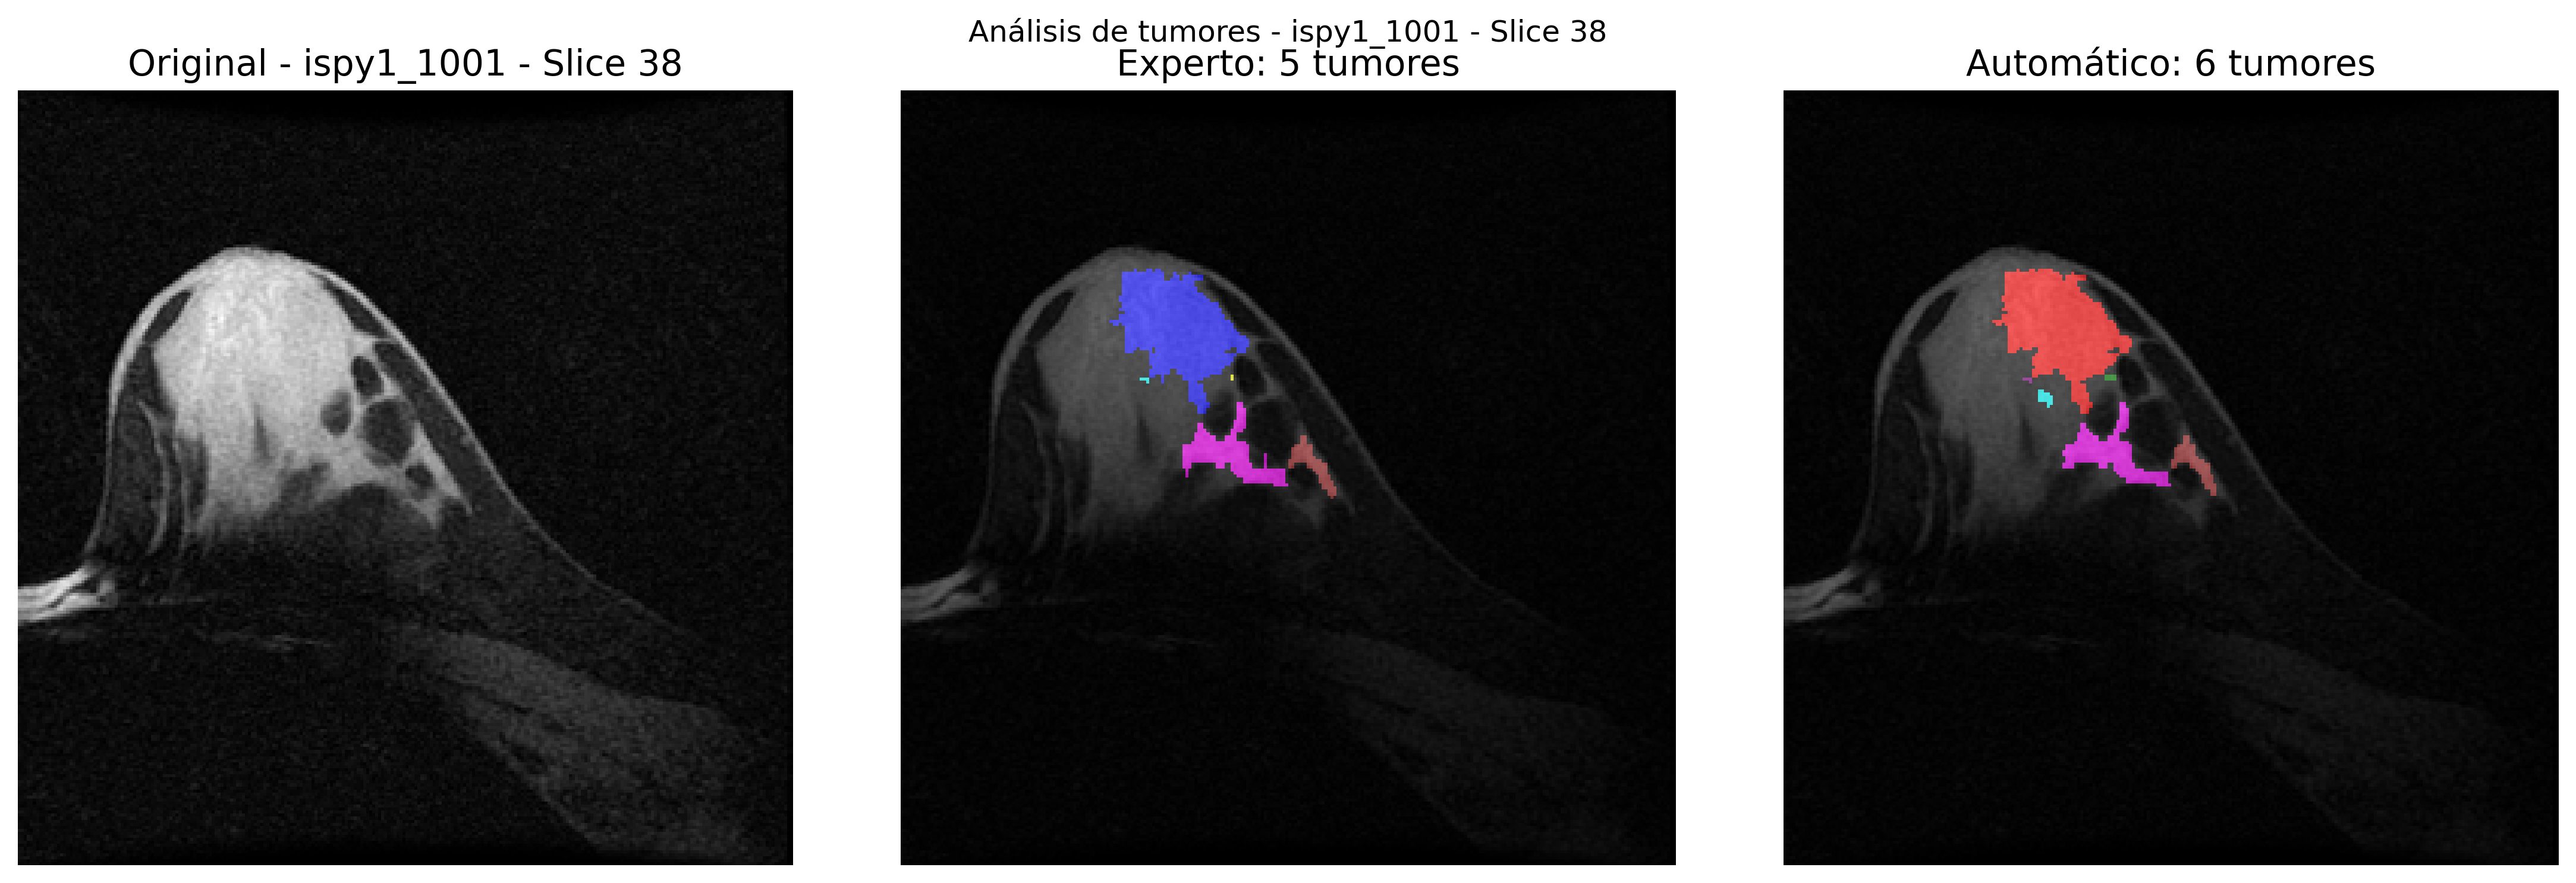 Análisis de tumores - ispy1_1001 - Slice 38
Original - ispy1_1001 - Slice 38
Experto: 5 tumores
Automático: 6 tumores